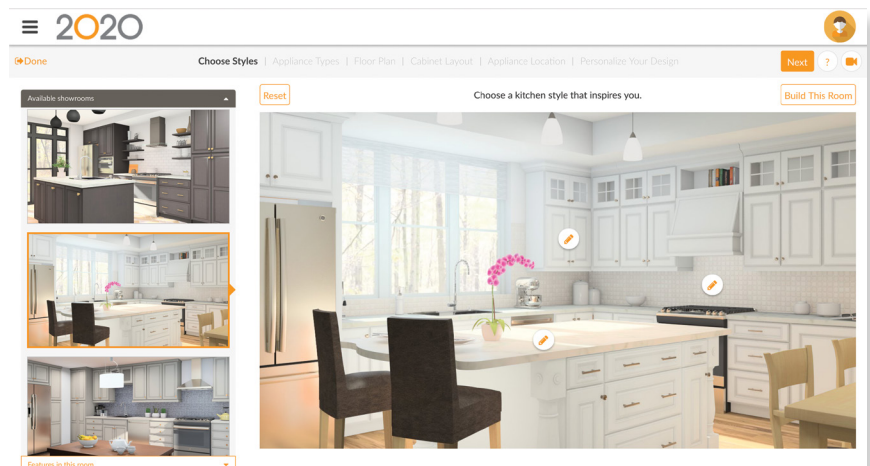 2020
Done
Choose Styles | Appliance Types | Floor Plan | Cabinet Layout | Appliance Location | Personalize Your Design
Next
?
Available showrooms
Reset
Choose a kitchen style that inspires you.
Build This Room
Features in this room